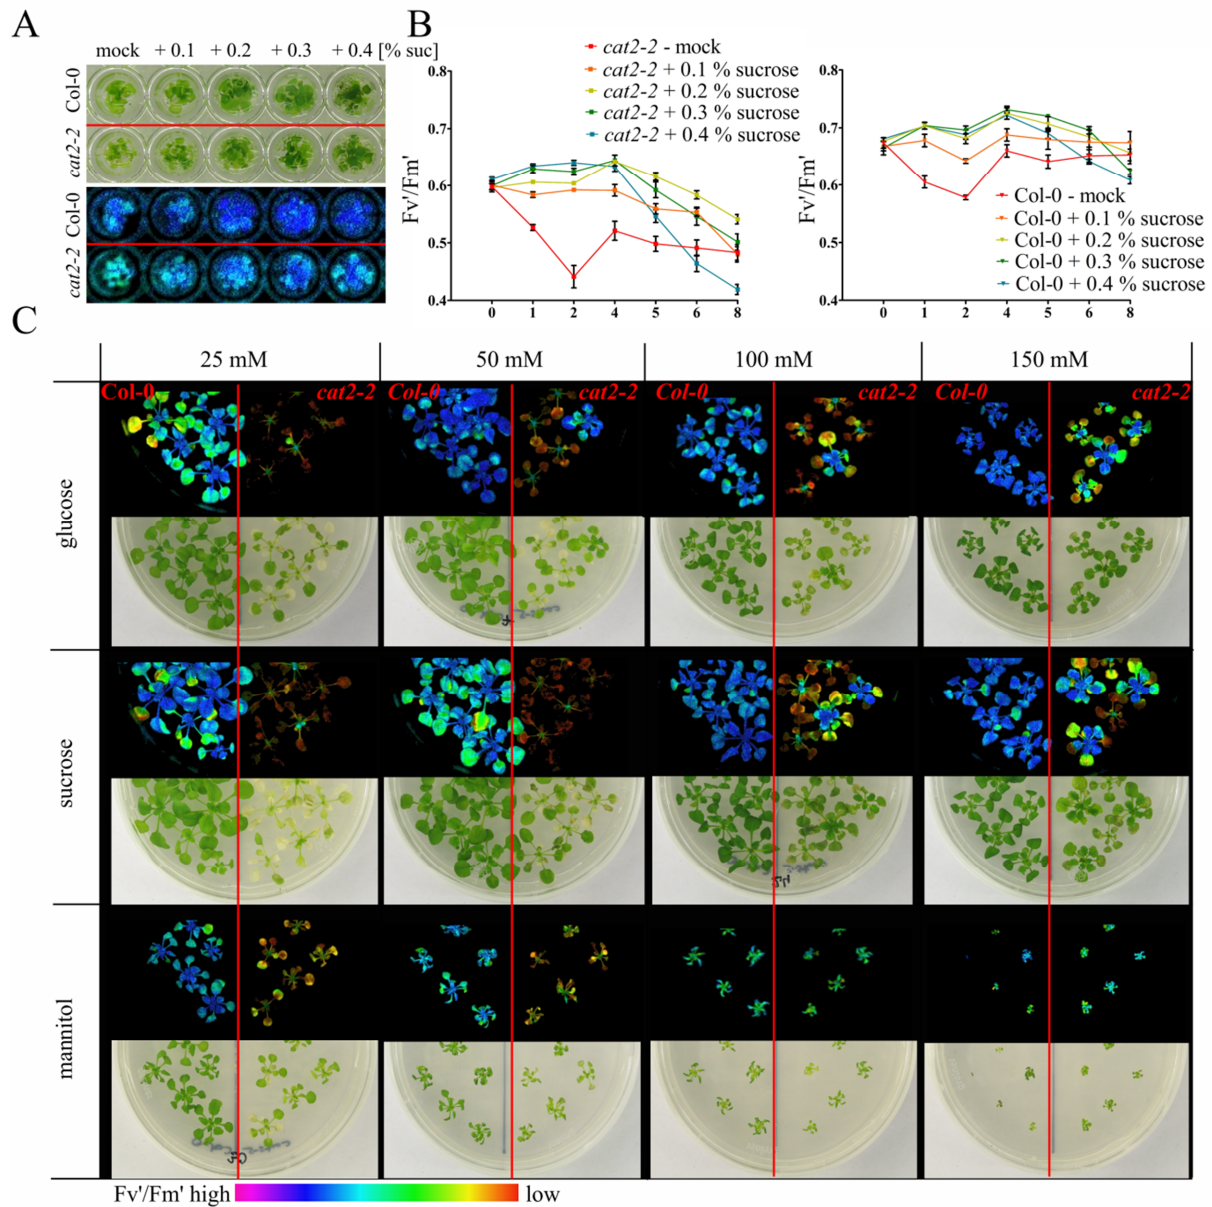 A
mock + 0.1 + 0.2 + 0.3 + 0.4 [% suc]
Col-0
cat2-2
Col-0
cat2-2
B
cat2-2 - mock
cat2-2 + 0.1 % sucrose
cat2-2 + 0.2 % sucrose
cat2-2 + 0.3 % sucrose
cat2-2 + 0.4 % sucrose
Fv'/Fm'
0.8
0.7
0.6
0.5
0.4
0 1 2 4 5 6 8
Fv'/Fm'
0.8
0.7
0.6
0.5
0.4
Col-0 - mock
Col-0 + 0.1 % sucrose
Col-0 + 0.2 % sucrose
Col-0 + 0.3 % sucrose
Col-0 + 0.4 % sucrose
0 1 2 4 5 6 8
C
25 mM 50 mM 100 mM 150 mM
Col-0 cat2-2 Col-0 cat2-2 Col-0 cat2-2 Col-0 cat2-2
glucose
sucrose
mannitol
Fv'/Fm' high low